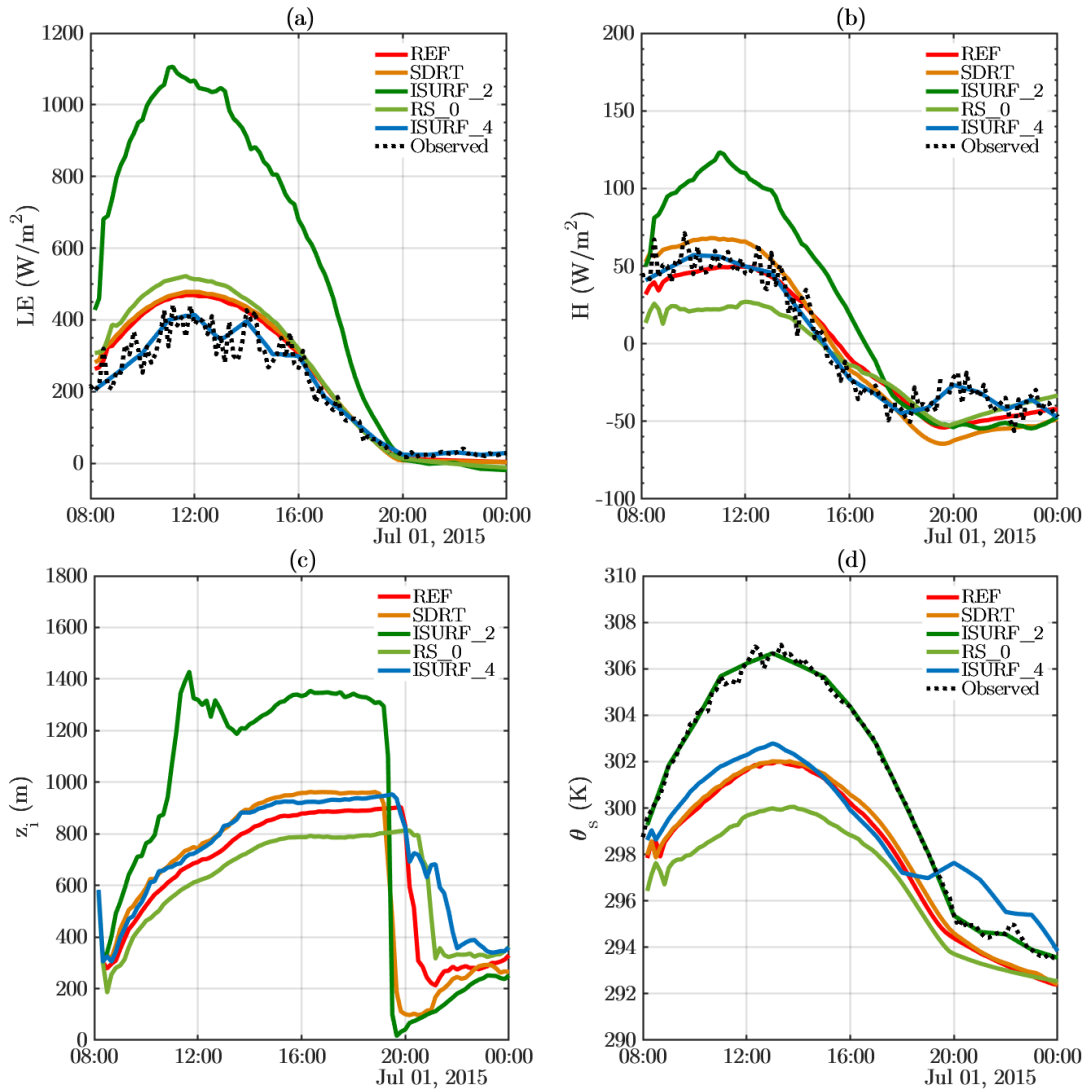 (a)
1200
1000
800
600
400
200
0
LE (W/m²)
08:00 12:00 16:00 20:00 00:00
Jul 01, 2015
REF
SDRT
ISURF_2
RS_0
ISURF_4
Observed
(b)
200
150
100
50
0
-50
-100
H (W/m²)
08:00 12:00 16:00 20:00 00:00
Jul 01, 2015
REF
SDRT
ISURF_2
RS_0
ISURF_4
Observed
(c)
1800
1600
1400
1200
1000
800
600
400
200
0
z_i (m)
08:00 12:00 16:00 20:00 00:00
Jul 01, 2015
REF
SDRT
ISURF_2
RS_0
ISURF_4
(d)
310
308
306
304
302
300
298
296
294
292
290
θ_s (K)
08:00 12:00 16:00 20:00 00:00
Jul 01, 2015
REF
SDRT
ISURF_2
RS_0
ISURF_4
Observed